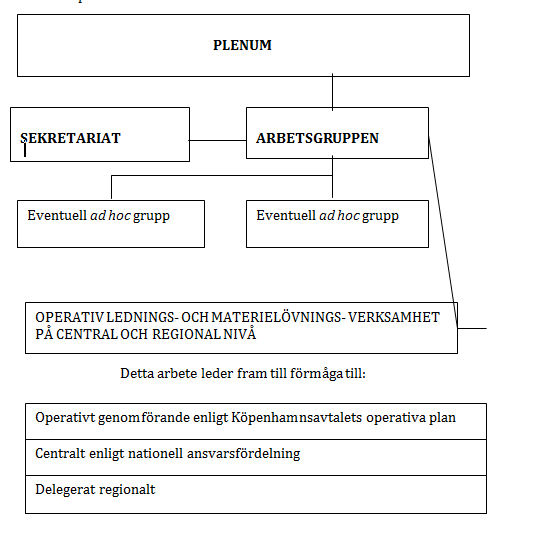 PLENUM
SEKRETARIAT
ARBETSGRUPPEN
Eventuell ad hoc grupp
Eventuell ad hoc grupp
OPERATIV LEDNINGS- OCH MATERIELÖVNINGS- VERKSAMHET
PÅ CENTRAL OCH REGIONAL NIVÅ
Detta arbete leder fram till förmåga till:
Operativt genomförande enligt Köpenhamnsavtalets operativa plan
Centralt enligt nationell ansvarsfördelning
Delegerat regionalt